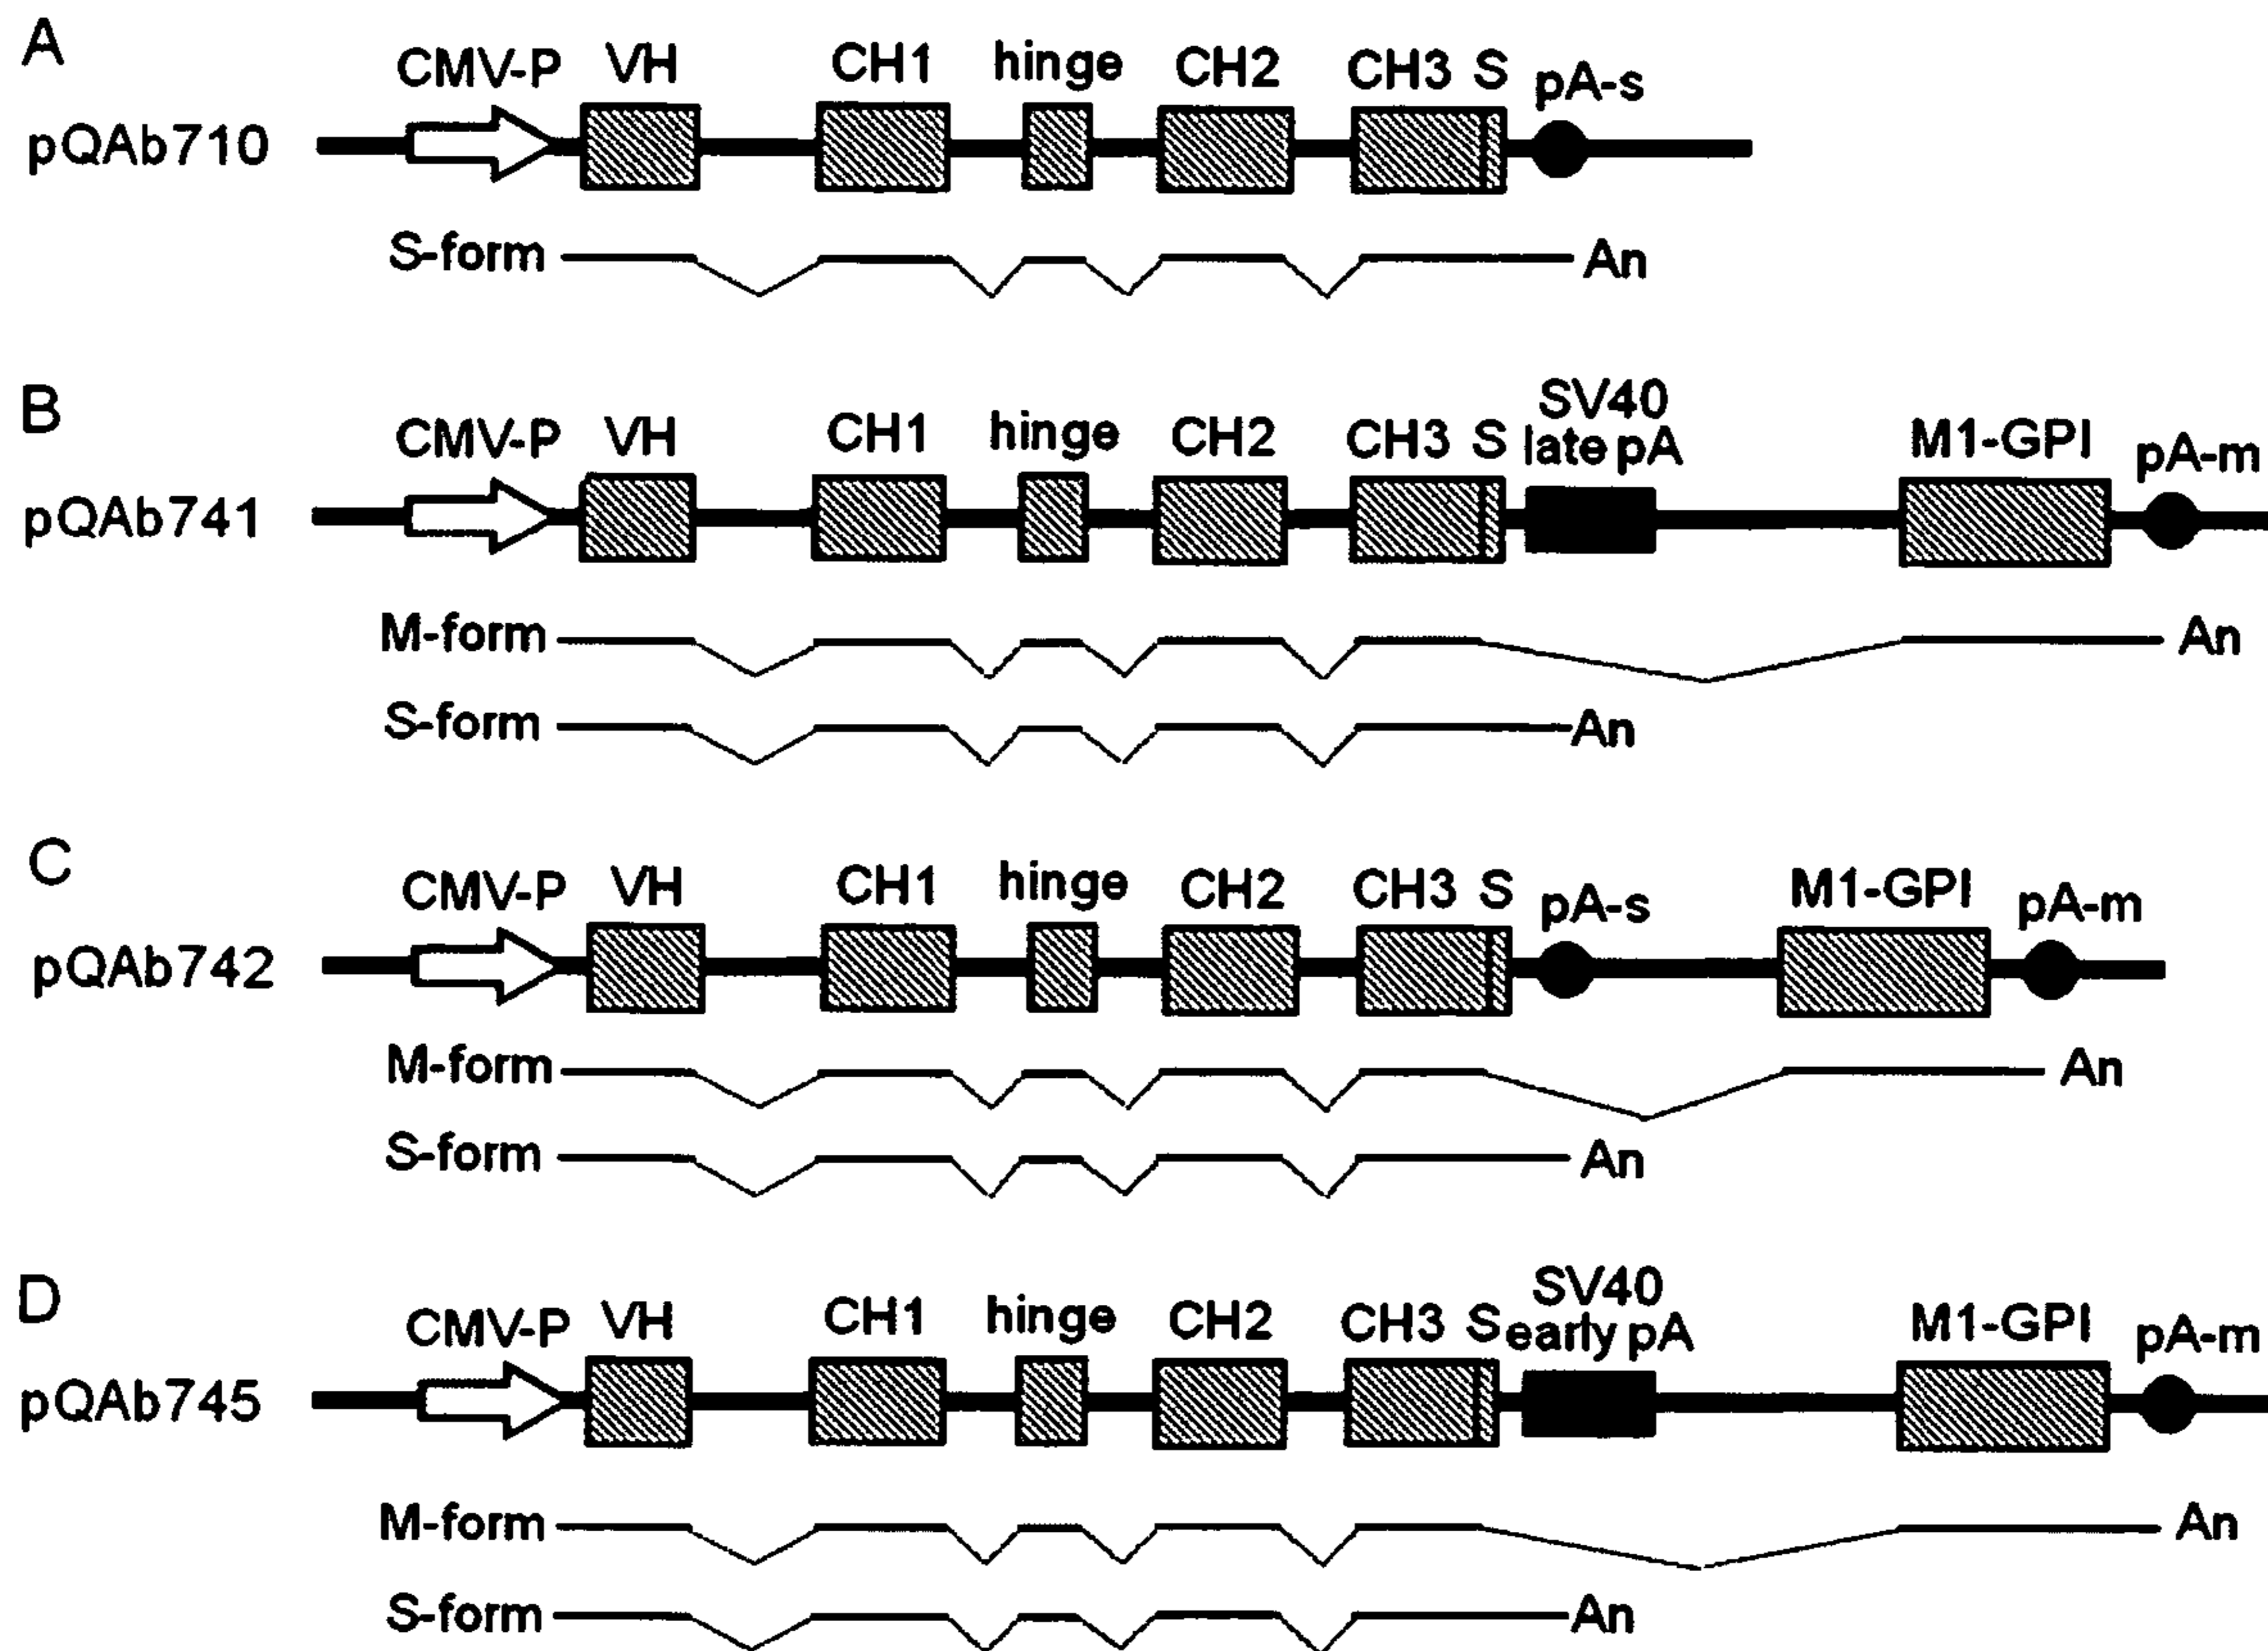 A
CMV-P VH CH1 hinge CH2 CH3 S pA-s
pQAb710
S-form An
B
CMV-P VH CH1 hinge CH2 CH3 S SV40 late pA M1-GPI pA-m
pQAb741
M-form An
S-form An
C
CMV-P VH CH1 hinge CH2 CH3 S pA-s M1-GPI pA-m
pQAb742
M-form An
S-form An
D
CMV-P VH CH1 hinge CH2 CH3 S SV40 early pA M1-GPI pA-m
pQAb745
M-form An
S-form An